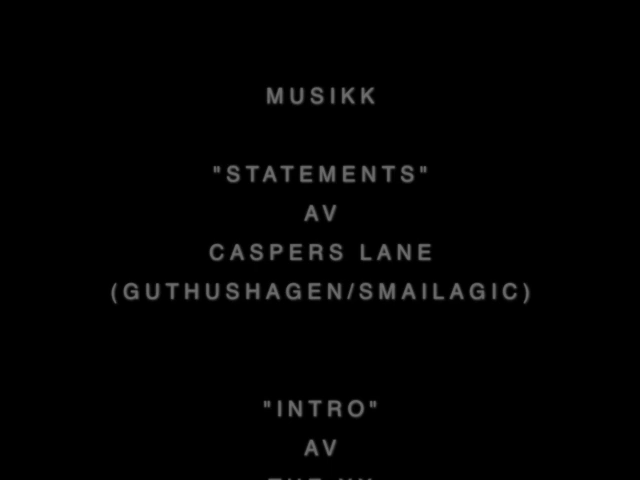 MUSIKK
"STATEMENTS"
AV
CASPERS LANE
(GUTHUSHAGEN/SMAILAGIC)
"INTRO"
AV